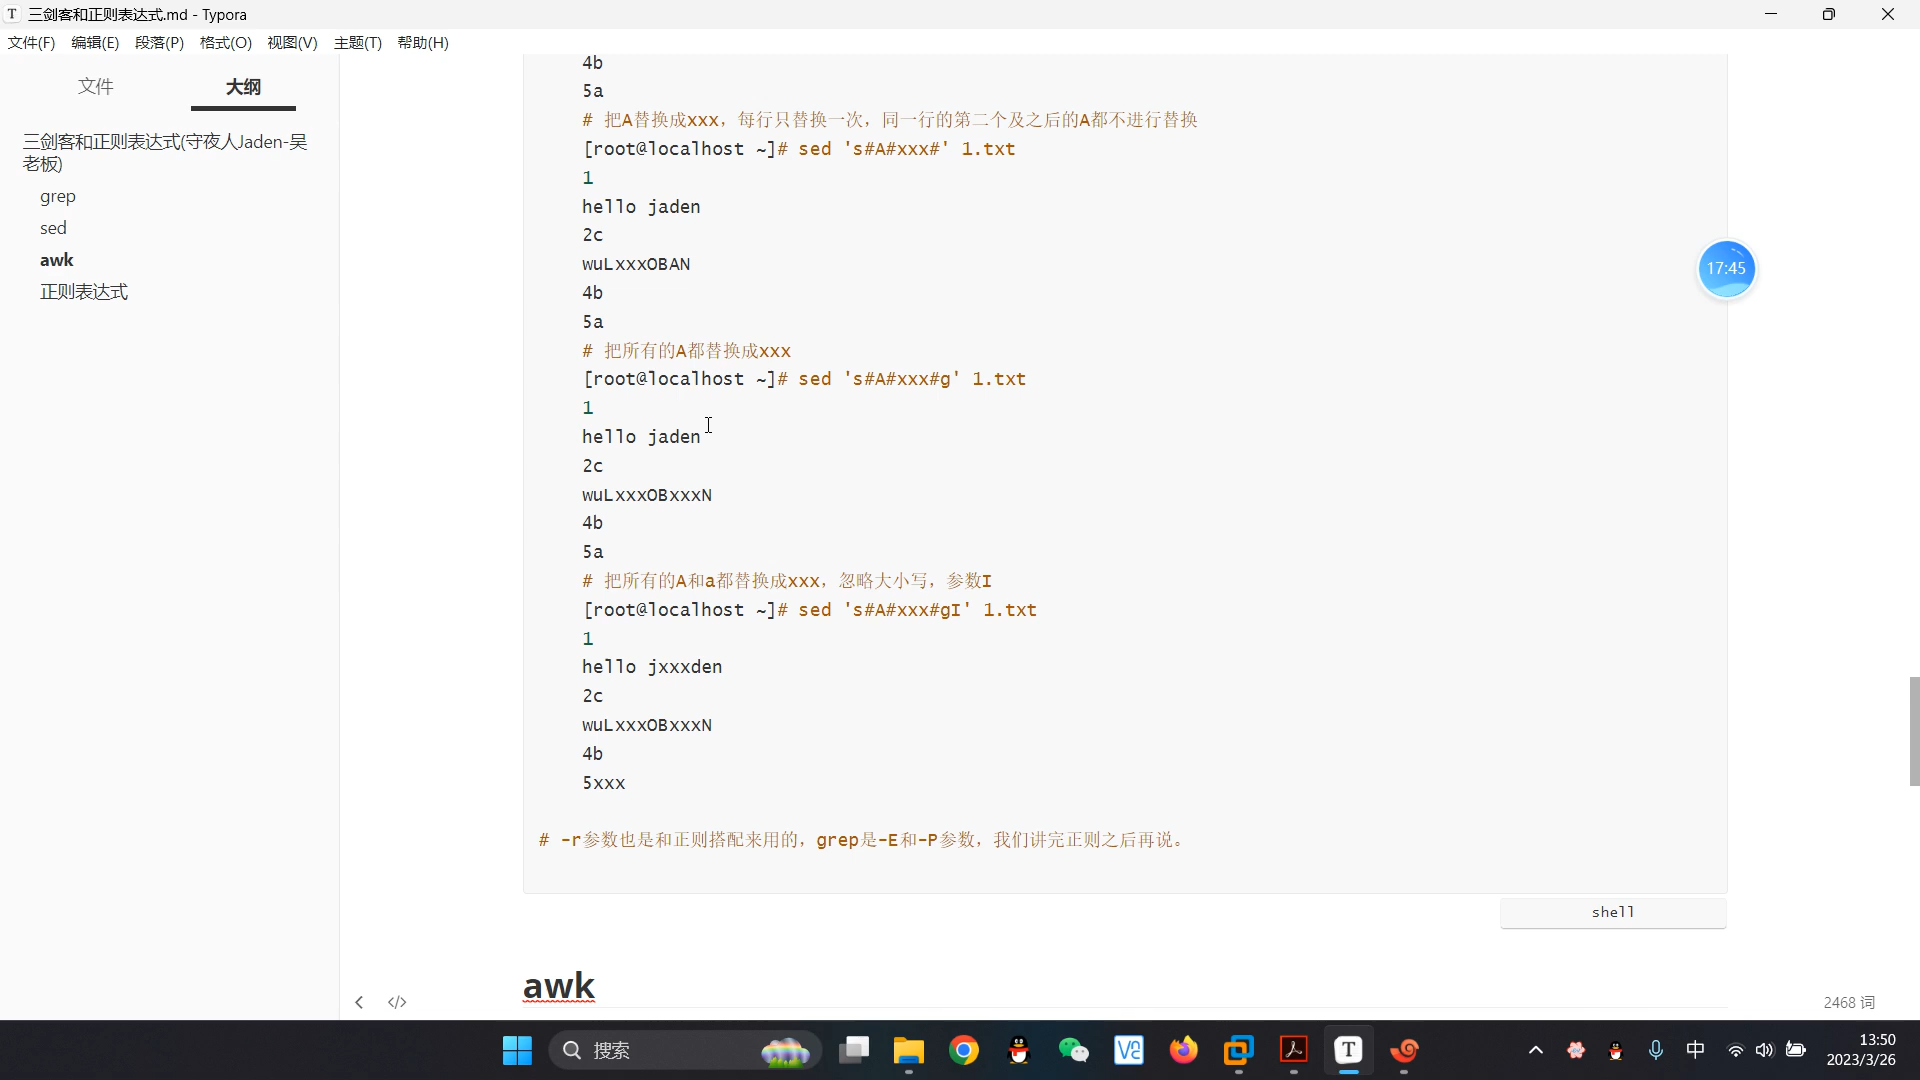 三剑客和正则表达式.md - Typora
文件(F) 编辑(E) 段落(P) 格式(O) 视图(V) 主题(T) 帮助(H)
文件 大纲
三剑客和正则表达式(守夜人Jaden-吴
老板)
grep
sed
awk
正则表达式
4b
5a
# 把A替换成xxx，每行只替换一次，同一行的第二个及之后的A都不进行替换
[root@localhost ~]# sed 's#A#xxx#' 1.txt
1
hello jaden
2c
wuLxxxOBAN
4b
5a
# 把所有的A都替换成xxx
[root@localhost ~]# sed 's#A#xxx#g' 1.txt
1
hello jaden
2c
wuLxxxOBxxxN
4b
5a
# 把所有的A和a都替换成xxx，忽略大小写，参数I
[root@localhost ~]# sed 's#A#xxx#gI' 1.txt
1
hello jxxxden
2c
wuLxxxOBxxxN
4b
5xxx
# -r参数也是和正则搭配来用的，grep是-E和-P参数，我们讲完正则之后再说。
shell
awk
17:45
2468 词
搜索
中
13:50
2023/3/26